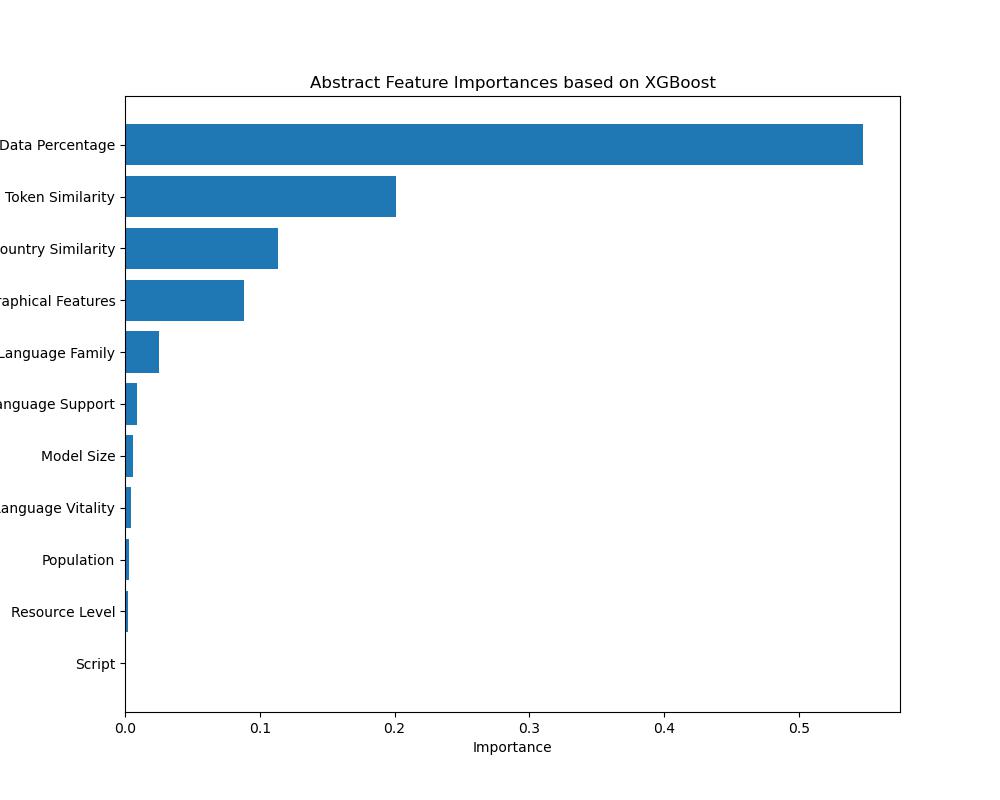 Abstract Feature Importances based on XGBoost
Data Percentage
Token Similarity
ountry Similarity
raphical Features
Language Family
anguage Support
Model Size
anguage Vitality
Population
Resource Level
Script
0.0 0.1 0.2 0.3 0.4 0.5
Importance